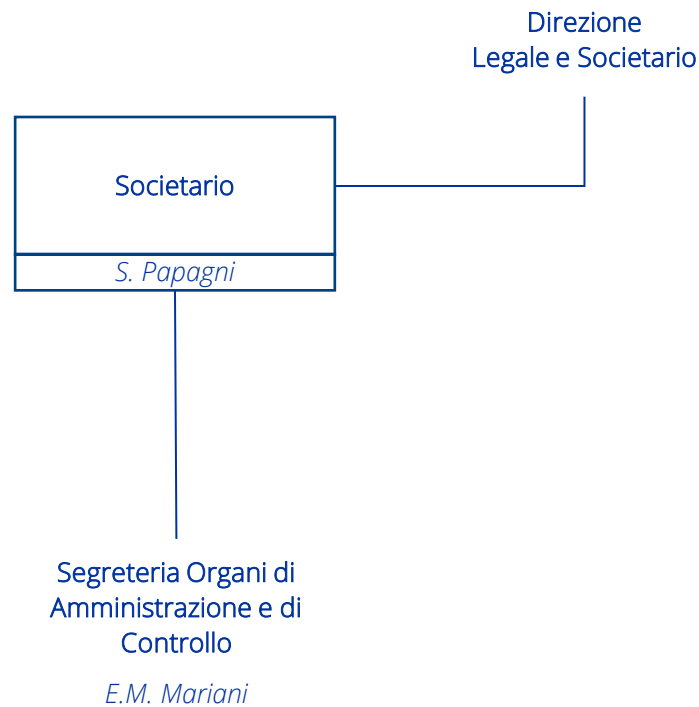 Direzione
Legale e Societario
Societario
S. Papagni
Segreteria Organi di
Amministrazione e di
Controllo
E.M. Mariani